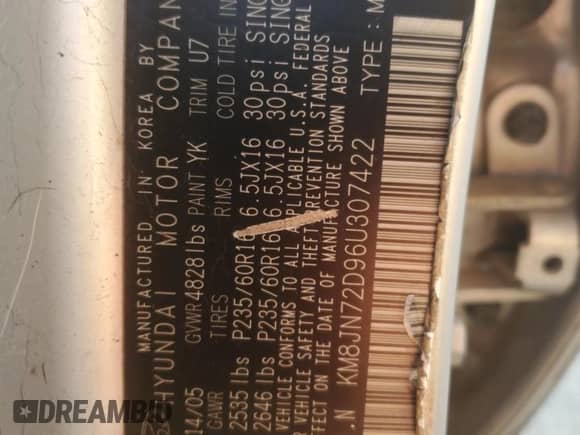 MANUFACTURED IN KOREA BY
HYUNDAI MOTOR COMPAN
14/05 GVWR 4828 lbs PAINT YK TRIM U7
GAWR TIRES RIMS COLD TIRE IN
2535 lbs P235/60R16 6.5JX16 30psi SING
2646 lbs P235/60R16 6.5JX16 30psi SING
VEHICLE CONFORMS TO ALL APPLICABLE U.S.A. FEDERAL
VEHICLE SAFETY AND THEFT PREVENTION STANDARDS
EFFECT ON THE DATE OF MANUFACTURE SHOWN ABOVE
.N KM8JN72D96U307422 TYPE : M
DREAMBID